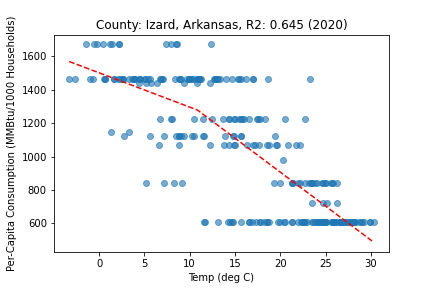 County: Izard, Arkansas, R2: 0.645 (2020)
Per-Capita Consumption (MMBtu/1000 Households)
1600
1400
1200
1000
800
600
0 5 10 15 20 25 30
Temp (deg C)